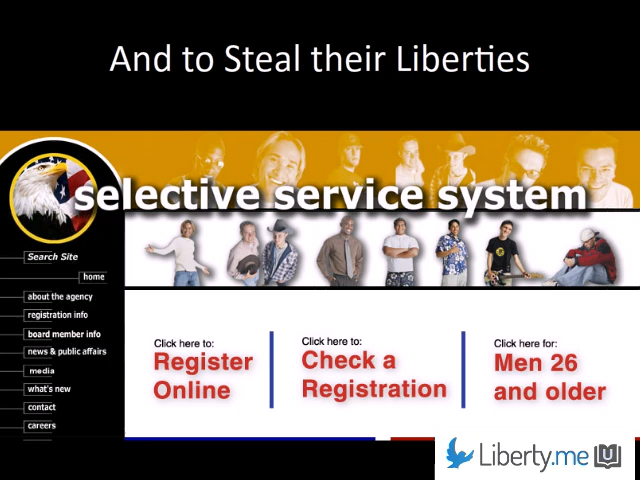 And to Steal their Liberties
selective service system
Search Site
home
about the agency
registration info
board member info
news & public affairs
media
what's new
contact
careers
Click here to:
Register
Online
Click here to:
Check a
Registration
Click here for:
Men 26
and older
Liberty.me U